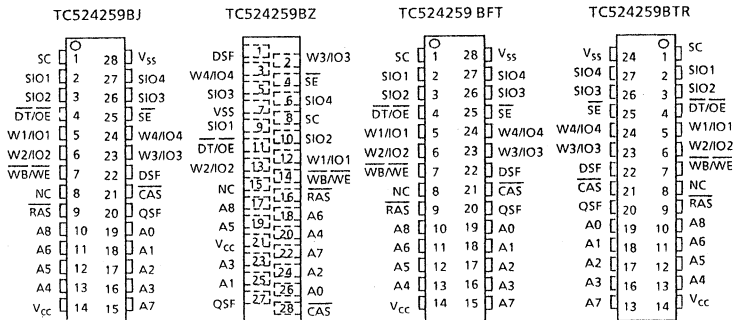 TC524259BJ
SC 1 28 VSS
SIO1 2 27 SIO4
SIO2 3 26 SIO3
DT/OE 4 25 SE
W1/IO1 5 24 W4/IO4
W2/IO2 6 23 W3/IO3
WB/WE 7 22 DSF
NC 8 21 CAS
RAS 9 20 QSF
A8 10 19 A0
A6 11 18 A1
A5 12 17 A2
A4 13 16 A3
VCC 14 15 A7
TC524259BZ
DSF 1 2 W3/IO3
W4/IO4 3 4 SE
SIO3 5 6 SIO4
VSS 7 8 SC
SIO1 9 10 SIO2
DT/OE 11 12 W1/IO1
W2/IO2 13 14 WB/WE
NC 15 16 RAS
A8 17 18 A6
A5 19 20 A4
VCC 21 22 A7
A3 23 24 A2
A1 25 26 A0
QSF 27 28 CAS
TC524259 BFT
SC 1 28 VSS
SIO1 2 27 SIO4
SIO2 3 26 SIO3
DT/OE 4 25 SE
W1/IO1 5 24 W4/IO4
W2/IO2 6 23 W3/IO3
WB/WE 7 22 DSF
NC 8 21 CAS
RAS 9 20 QSF
A8 10 19 A0
A6 11 18 A1
A5 12 17 A2
A4 13 16 A3
VCC 14 15 A7
TC524259BTR
VSS 24 1 SC
SIO4 27 2 SIO1
SIO3 26 3 SIO2
SE 25 4 DT/OE
W4/IO4 24 5 W1/IO1
W3/IO3 23 6 W2/IO2
DSF 22 7 WB/WE
CAS 21 8 NC
QSF 20 9 RAS
A0 19 10 A8
A1 18 11 A6
A2 17 12 A5
A3 16 13 A4
A7 13 14 VCC